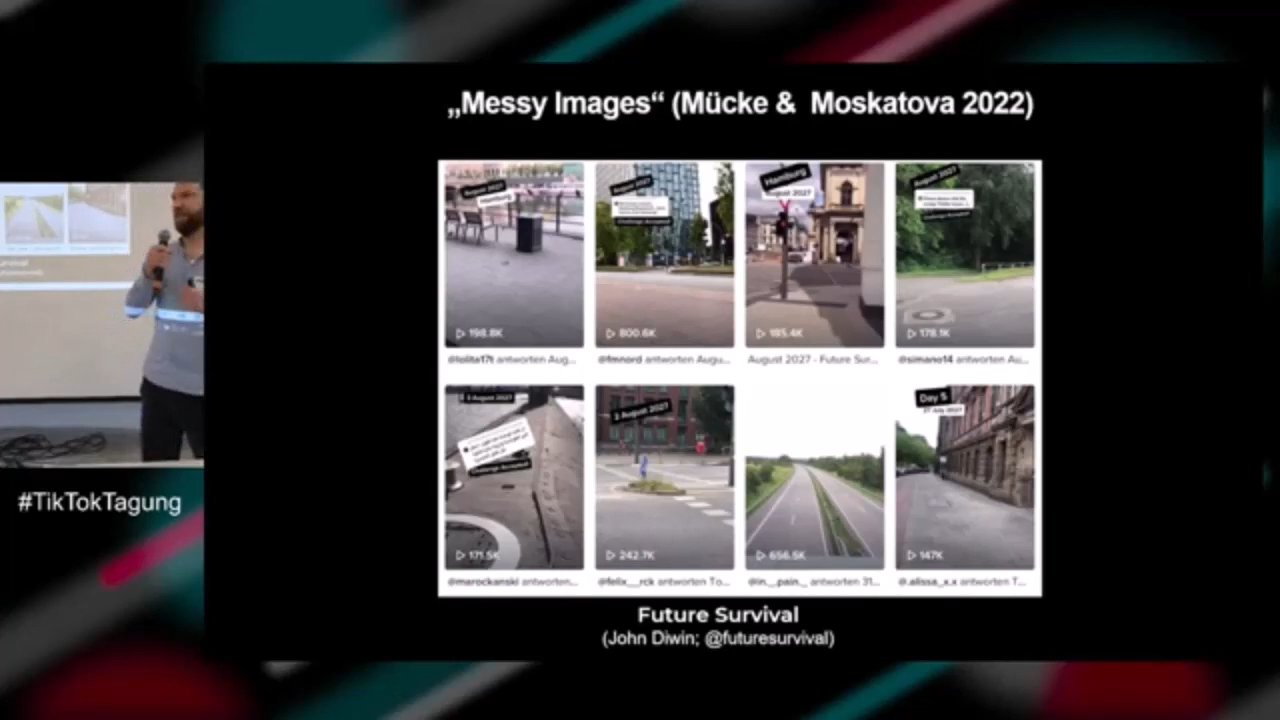 „Messy Images“ (Mücke & Moskatova 2022)
August 2027
Hamburg
198.8K
@lolita17t antworten Aug...
August 2027
800.6K
@fmnord antworten Augu...
Hamburg
August 2027
185.4K
August 2027 - Future Sur...
August 2027
178.1K
@simano14 antworten Au...
3 August 2027
171.5K
@marockanski antworten...
2 August 2027
242.7K
@felix__rck antworten To...
656.5K
@in._pain._ antworten 31...
Day 5
27 July 2027
147K
@.alissa_x.x antworten T...
Future Survival
(John Diwin; @futuresurvival)
#TikTokTagung